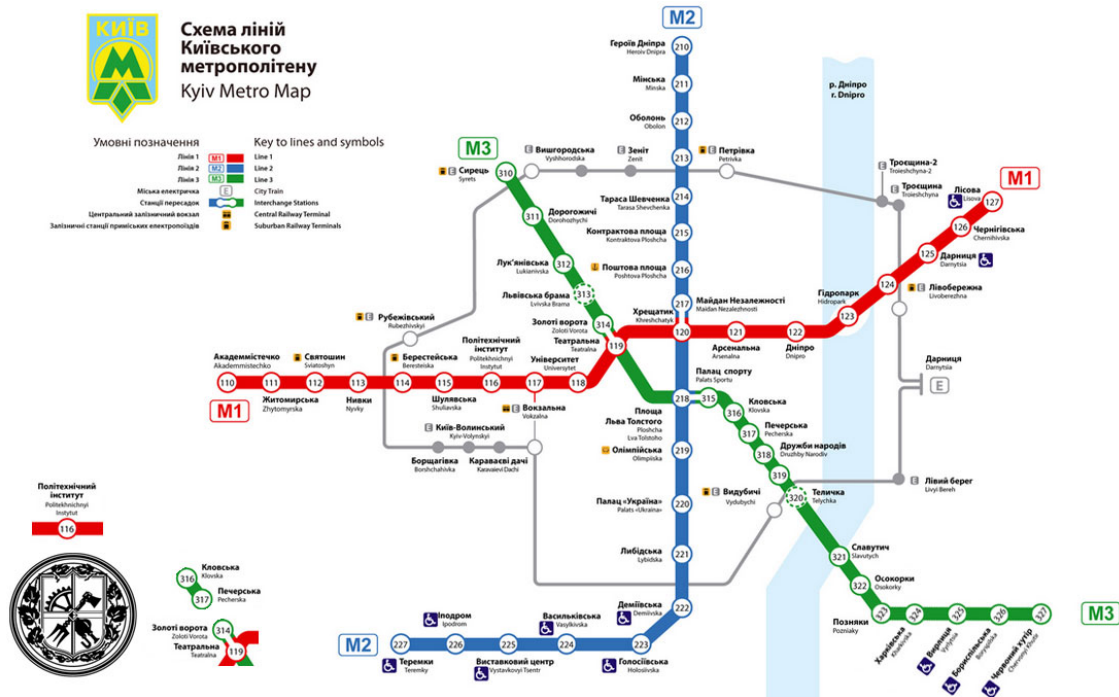 КИЇВ
Схема ліній
Київського
метрополітену
Kyiv Metro Map
Умовні позначення
Key to lines and symbols
Лінія 1 M1 Line 1
Лінія 2 M2 Line 2
Лінія 3 M3 Line 3
Міська електричка E City Train
Станції пересадок Interchange Stations
Центральний залізничний вокзал Central Railway Terminal
Залізничні станції приміських електропоїздів Suburban Railway Terminals
M2
Героїв Дніпра
Heroiv Dnipra
210
Мінська
Minska
211
Оболонь
Obolon
212
213
E Петрівка
Petrivka
214
Тараса Шевченка
Tarasa Shevchenka
215
Контрактова площа
Kontraktova Ploshcha
216
Поштова площа
Poshtova Ploshcha
217
Майдан Незалежності
Maidan Nezalezhnosti
218
Площа
Льва Толстого
Ploshcha
Lva Tolstoho
219
Олімпійська
Olimpiiska
220
Палац «Україна»
Palats «Ukraina»
221
Либідська
Lybidska
222
Деміївська
Demiivska
223
Голосіївська
Holosiivska
224
Васильківська
Vasylkivska
225
Виставковий центр
Vystavkovyi Tsentr
226
Іподром
Ipodrom
227
Теремки
Teremky
M2
р. Дніпро
r. Dnipro
M3
E Сирець
Syrets
310
311
Дорогожичі
Dorohozhychi
312
Лук'янівська
Lukianivska
313
Львівська брама
Lvivska Brama
314
Золоті ворота
Zoloti Vorota
315
Палац спорту
Palats Sportu
316
Кловська
Klovska
317
Печерська
Pecherska
318
Дружби народів
Druzhby Narodiv
319
320
Теличка
Telychka
321
Славутич
Slavutych
322
Осокорки
Osokorky
323
Позняки
Pozniaky
324
Харківська
Kharkivska
325
Вирлиця
Vyrlytsia
326
Бориспільська
Boryspilska
327
Червоний хутір
Chervonyi Khutir
M3
M1
110
Академмістечко
Akademmistechko
111
Житомирська
Zhytomyrska
112
Святошин
Sviatoshyn
113
Нивки
Nyvky
114
Берестейська
Beresteiska
115
Шулявська
Shuliavska
116
Політехнічний
інститут
Politekhnichnyi
Instytut
117
E Вокзальна
Vokzalna
118
Університет
Universytet
119
Театральна
Teatralna
120
Хрещатик
Khreshchatyk
121
Арсенальна
Arsenalna
122
Дніпро
Dnipro
123
Гідропарк
Hidropark
124
E Лівобережна
Livoberezhna
125
Дарниця
Darnytsia
126
Чернігівська
Chernihivska
127
Лісова
Lisova
M1
E Вишгородська
Vyshhorodska
E Зеніт
Zenit
E Троєщина-2
Troieshchyna-2
E Троєщина
Troieshchyna
Дарниця
Darnytsia
E
E Лівий берег
Livyi Bereh
E Видубичі
Vydubychi
E Рубежівський
Rubezhivskyi
E Київ-Волинський
Kyiv-Volynskyi
Борщагівка
Borshchahivka
Караваєві дачі
Karavaievi Dachi
Політехнічний
інститут
Politekhnichnyi
Instytut
116
316
Кловська
Klovska
317
Печерська
Pecherska
Золоті ворота
Zoloti Vorota
314
Театральна
Teatralna
119